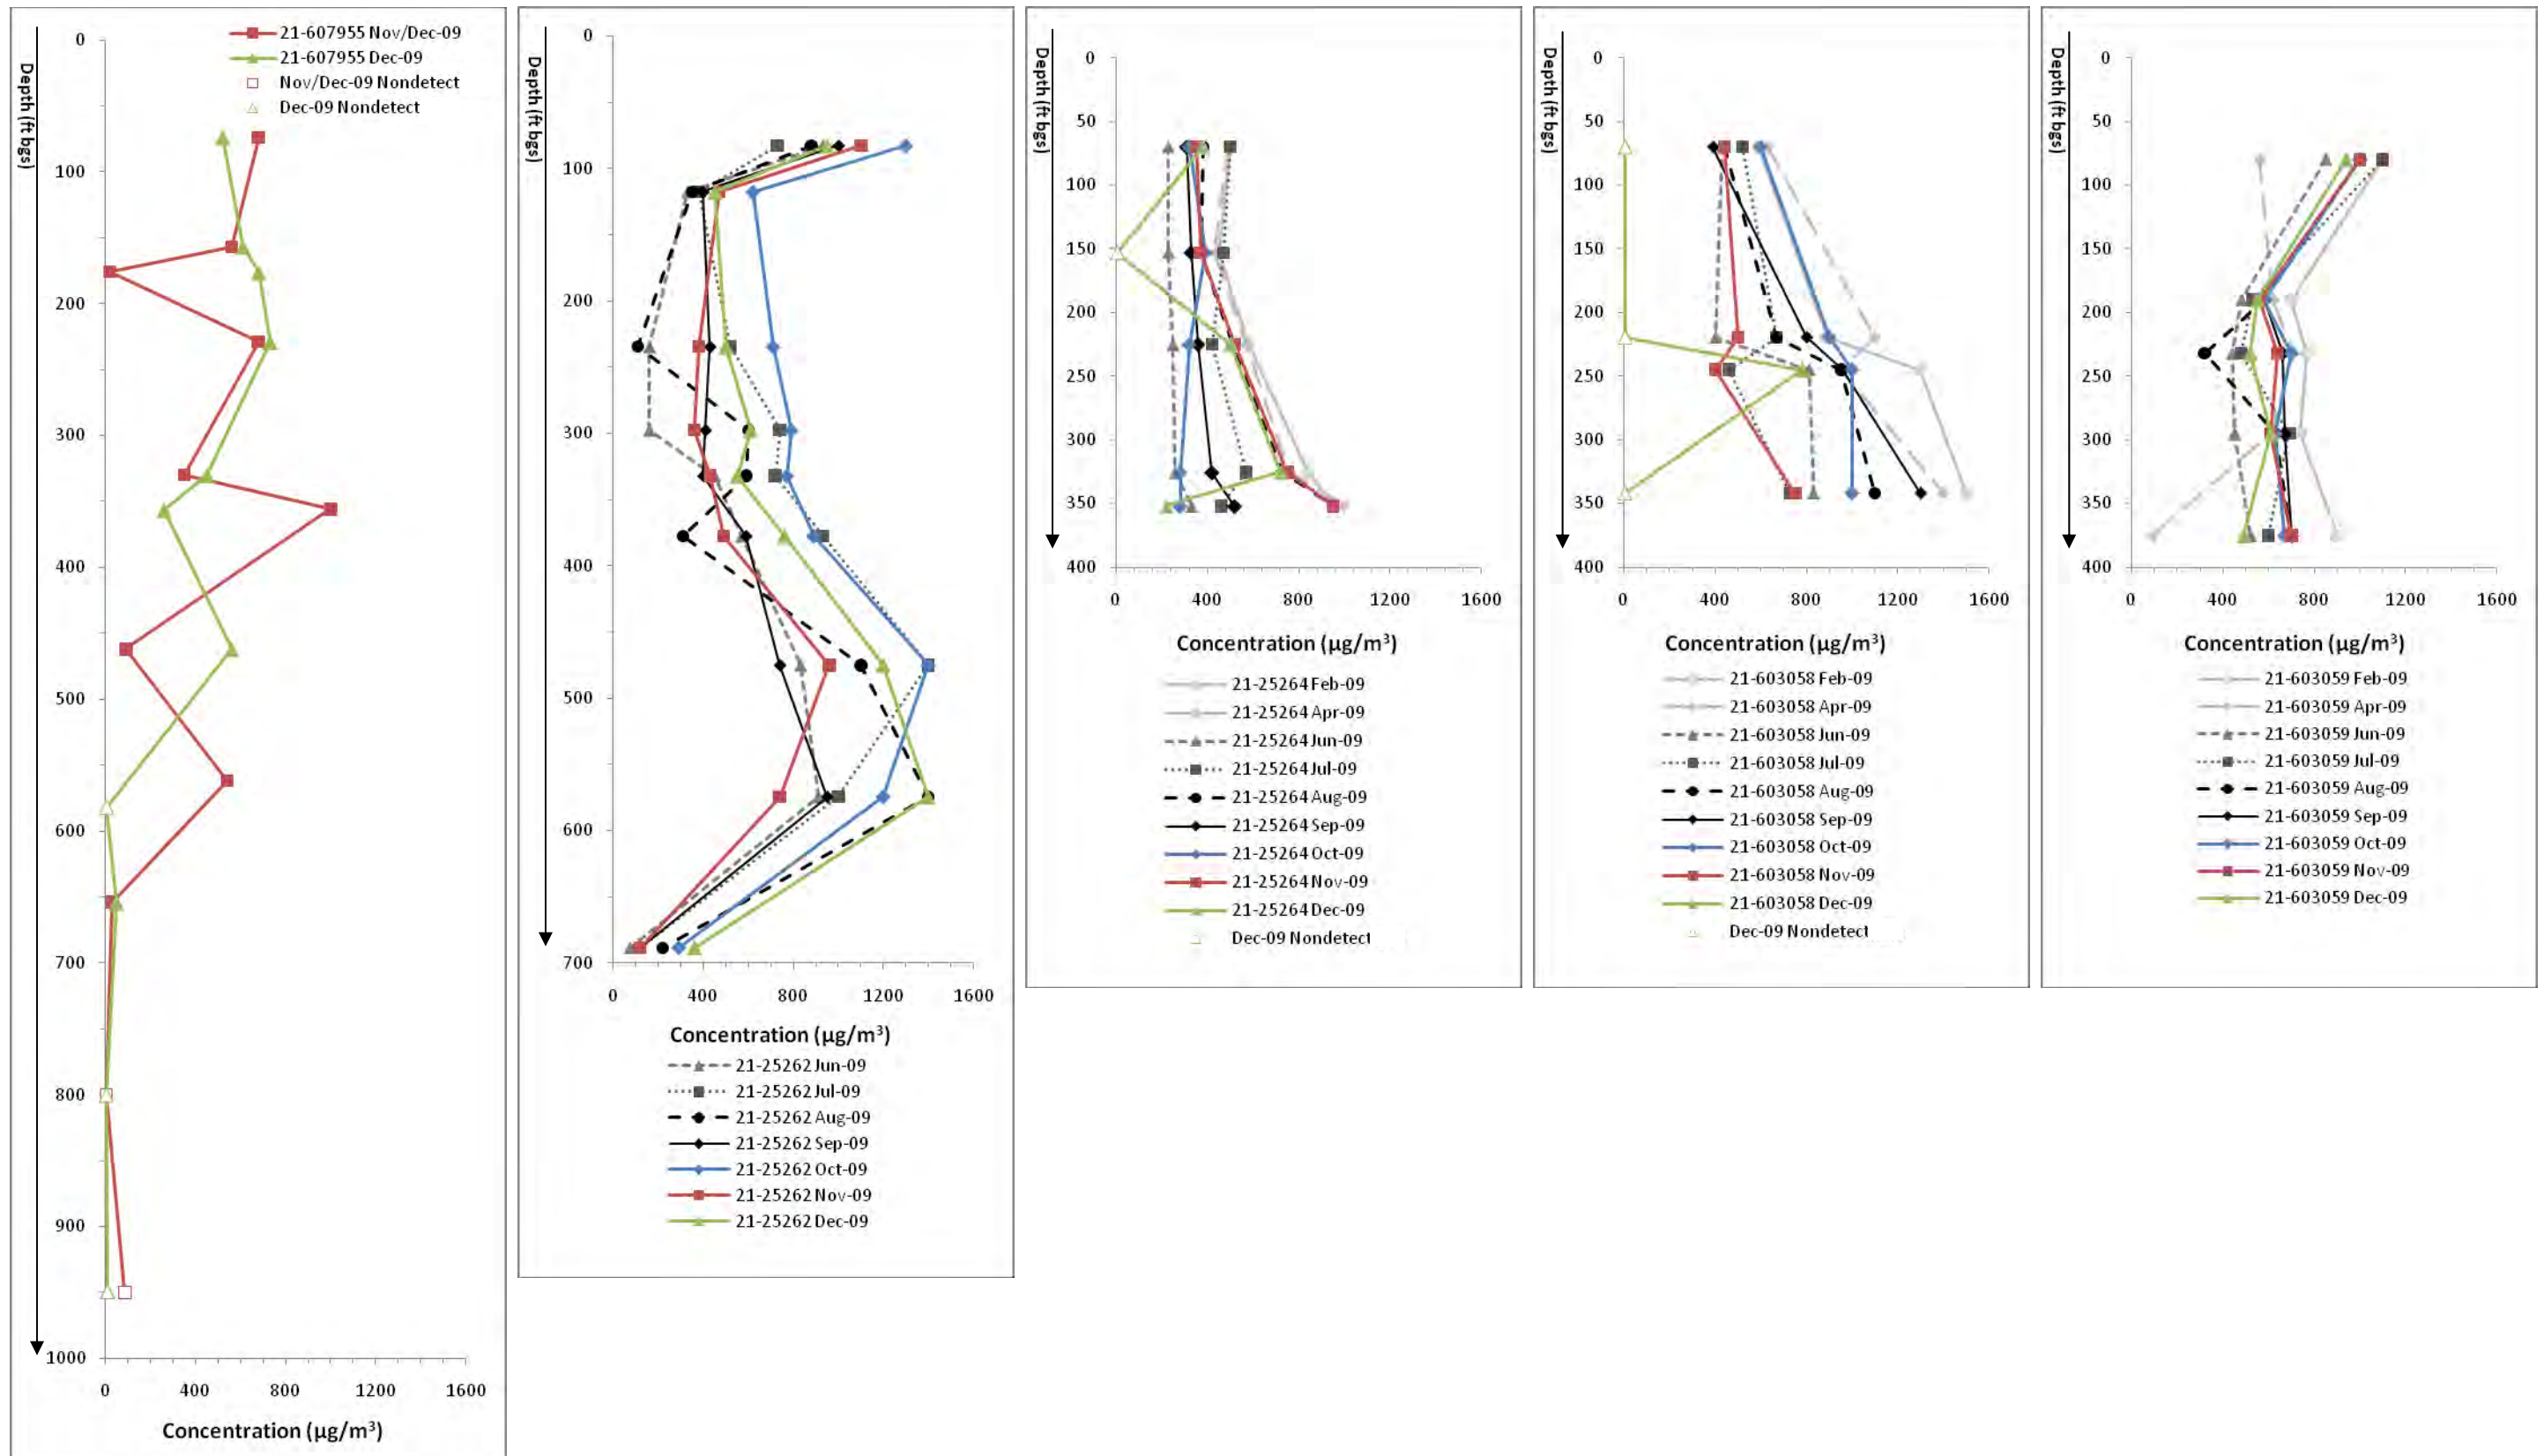 Depth (ft bgs)
0
100
200
300
400
500
600
700
800
900
1000
0 400 800 1200 1600
Concentration (µg/m³)
21-607955 Nov/Dec-09
21-607955 Dec-09
Nov/Dec-09 Nondetect
Dec-09 Nondetect
Depth (ft bgs)
0
100
200
300
400
500
600
700
0 400 800 1200 1600
Concentration (µg/m³)
21-25262 Jun-09
21-25262 Jul-09
21-25262 Aug-09
21-25262 Sep-09
21-25262 Oct-09
21-25262 Nov-09
21-25262 Dec-09
Depth (ft bgs)
0
50
100
150
200
250
300
350
400
0 400 800 1200 1600
Concentration (µg/m³)
21-25264 Feb-09
21-25264 Apr-09
21-25264 Jun-09
21-25264 Jul-09
21-25264 Aug-09
21-25264 Sep-09
21-25264 Oct-09
21-25264 Nov-09
21-25264 Dec-09
Dec-09 Nondetect
Depth (ft bgs)
0
50
100
150
200
250
300
350
400
0 400 800 1200 1600
Concentration (µg/m³)
21-603058 Feb-09
21-603058 Apr-09
21-603058 Jun-09
21-603058 Jul-09
21-603058 Aug-09
21-603058 Sep-09
21-603058 Oct-09
21-603058 Nov-09
21-603058 Dec-09
Dec-09 Nondetect
Depth (ft bgs)
0
50
100
150
200
250
300
350
400
0 400 800 1200 1600
Concentration (µg/m³)
21-603059 Feb-09
21-603059 Apr-09
21-603059 Jun-09
21-603059 Jul-09
21-603059 Aug-09
21-603059 Sep-09
21-603059 Oct-09
21-603059 Nov-09
21-603059 Dec-09